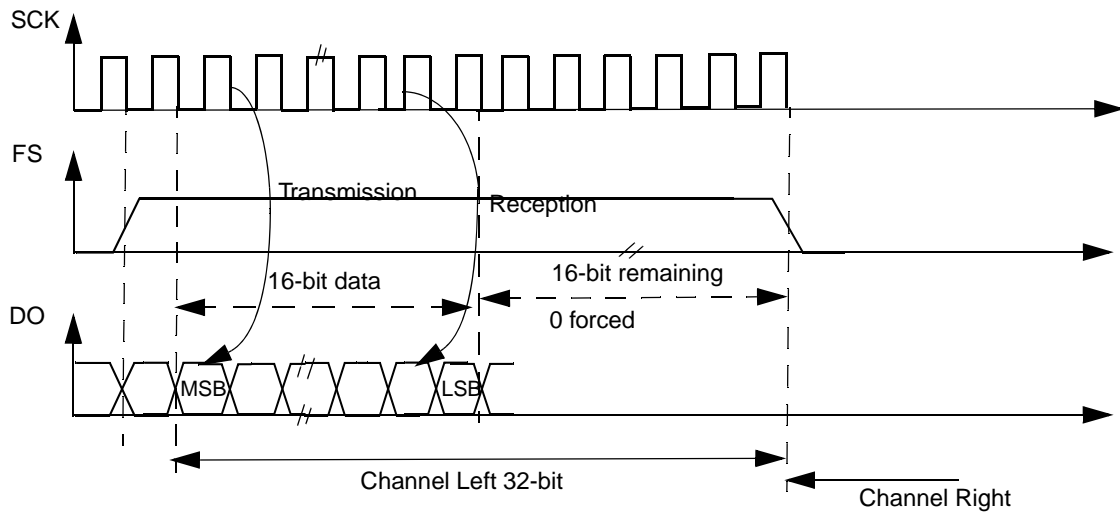 SCK
FS
Transmission
Reception
16-bit data
16-bit remaining
0 forced
DO
MSB
LSB
Channel Left 32-bit
Channel Right